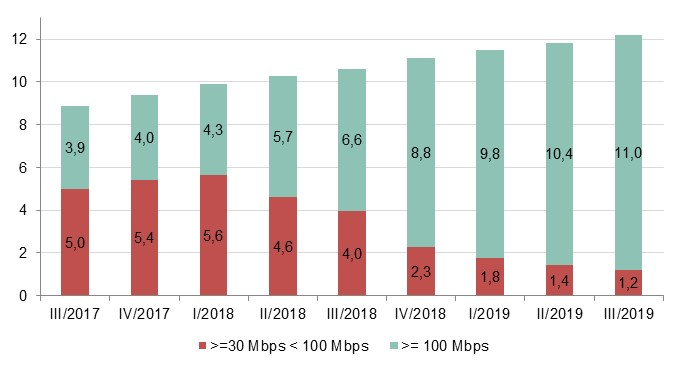 12
10
8
6
4
2
0
3,9 4,0 4,3 5,7 6,6 8,8 9,8 10,4 11,0
5,0 5,4 5,6 4,6 4,0 2,3 1,8 1,4 1,2
III/2017 IV/2017 I/2018 II/2018 III/2018 IV/2018 I/2019 II/2019 III/2019
>=30 Mbps < 100 Mbps >= 100 Mbps